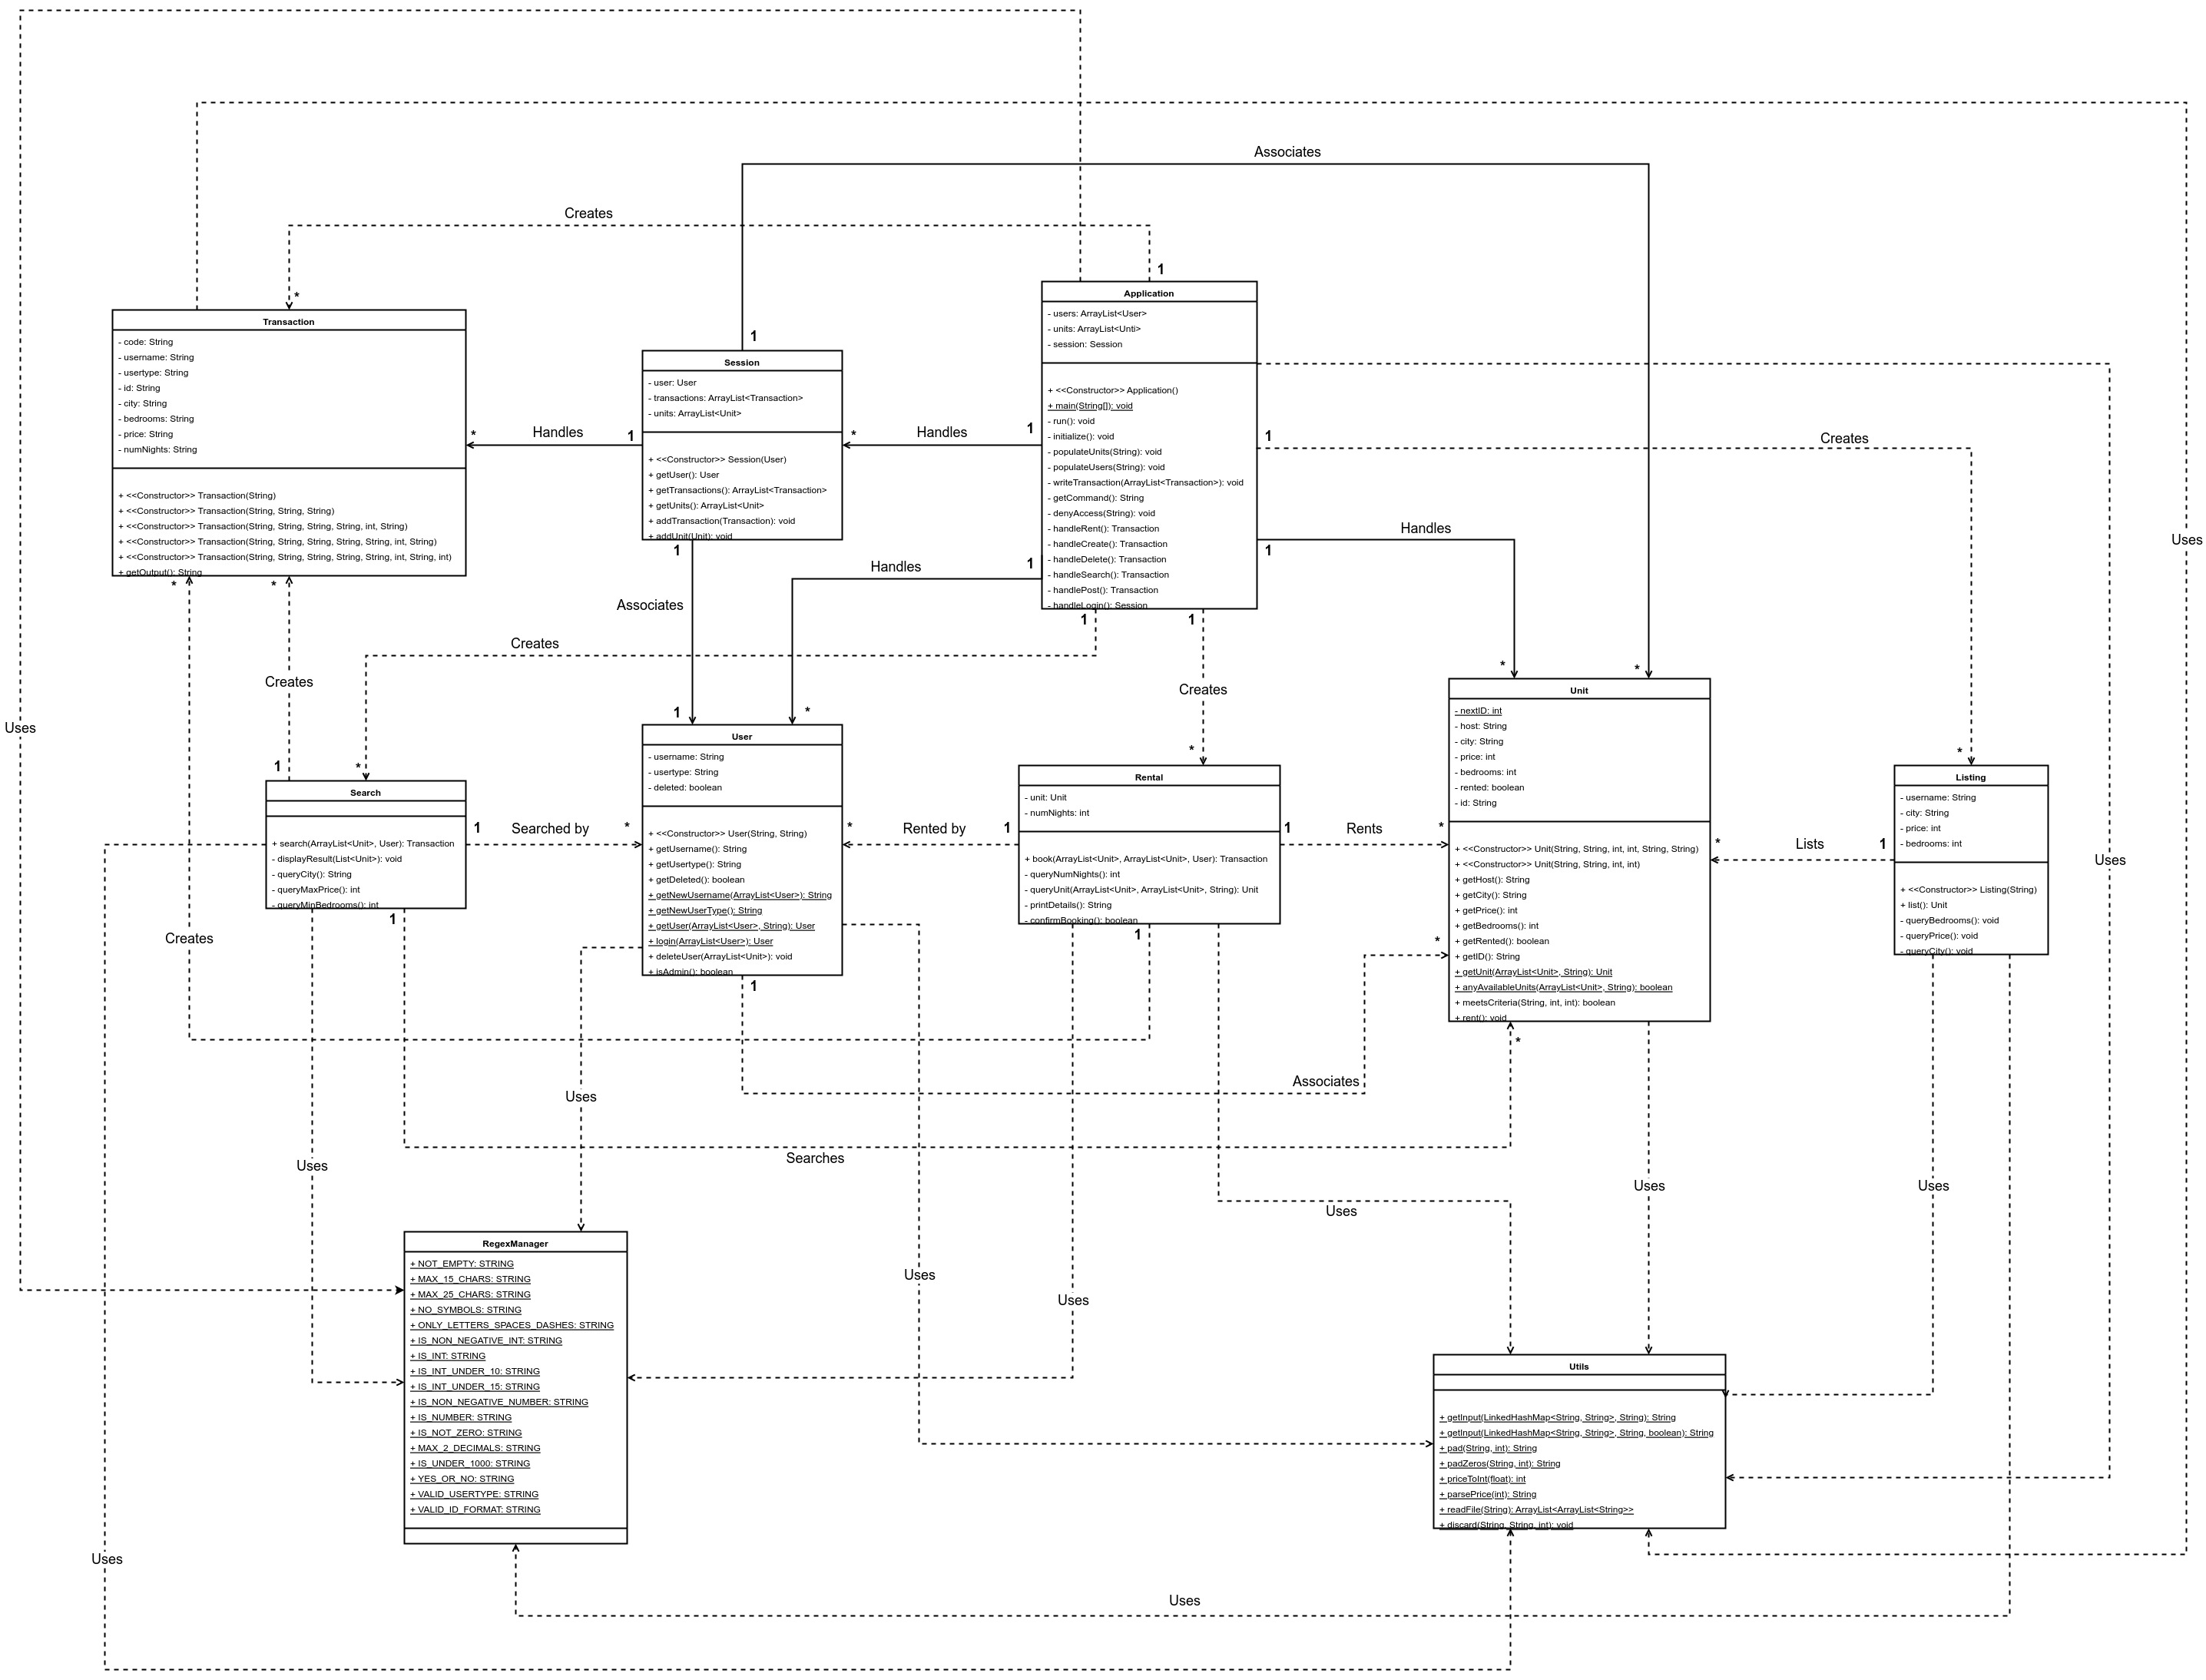 Associates
Creates
1
*
Application
- users: ArrayList<User>
- units: ArrayList<Unti>
- session: Session
+ <<Constructor>> Application()
+ main(String[]): void
- run(): void
- initialize(): void
- populateUnits(String): void
- populateUsers(String): void
- writeTransaction(ArrayList<Transaction>): void
- getCommand(): String
- denyAccess(String): void
- handleRent(): Transaction
- handleCreate(): Transaction
- handleDelete(): Transaction
- handleSearch(): Transaction
- handlePost(): Transaction
- handleLogin(): Session
Transaction
- code: String
- username: String
- usertype: String
- id: String
- city: String
- bedrooms: String
- price: String
- numNights: String
+ <<Constructor>> Transaction(String)
+ <<Constructor>> Transaction(String, String, String)
+ <<Constructor>> Transaction(String, String, String, String, int, String)
+ <<Constructor>> Transaction(String, String, String, String, String, int, String)
+ <<Constructor>> Transaction(String, String, String, String, String, int, String, int)
+ getOutput(): String
1
Session
- user: User
- transactions: ArrayList<Transaction>
- units: ArrayList<Unit>
+ <<Constructor>> Session(User)
+ getUser(): User
+ getTransactions(): ArrayList<Transaction>
+ getUnits(): ArrayList<Unit>
+ addTransaction(Transaction): void
+ addUnit(Unit): void
* Handles 1
* Handles 1
1 Creates
Handles
1
Uses
1
Handles 1
* *
Associates
1 1
Creates
Creates
Creates
* *
Uses
1 *
1 *
*
*
Unit
- nextID: int
- host: String
- city: String
- price: int
- bedrooms: int
- rented: boolean
- id: String
+ <<Constructor>> Unit(String, String, int, int, String, String)
+ <<Constructor>> Unit(String, String, int, int)
+ getHost(): String
+ getCity(): String
+ getPrice(): int
+ getBedrooms(): int
+ getRented(): boolean
+ getID(): String
+ getUnit(ArrayList<Unit>, String): Unit
+ anyAvailableUnits(ArrayList<Unit>, String): boolean
+ meetsCriteria(String, int, int): boolean
+ rent(): void
User
- username: String
- usertype: String
- deleted: boolean
+ <<Constructor>> User(String, String)
+ getUsername(): String
+ getUsertype(): String
+ getDeleted(): boolean
+ getNewUsername(ArrayList<User>): String
+ getNewUserType(): String
+ getUser(ArrayList<User>, String): User
+ login(ArrayList<User>): User
+ deleteUser(ArrayList<Unit>): void
+ isAdmin(): boolean
Rental
- unit: Unit
- numNights: int
+ book(ArrayList<Unit>, ArrayList<Unit>, User): Transaction
- queryNumNights(): int
- queryUnit(ArrayList<Unit>, ArrayList<Unit>, String): Unit
- printDetails(): String
- confirmBooking(): boolean
Listing
- username: String
- city: String
- price: int
- bedrooms: int
+ <<Constructor>> Listing(String)
+ list(): Unit
- queryBedrooms(): void
- queryPrice(): void
- queryCity(): void
Search
+ search(ArrayList<Unit>, User): Transaction
- displayResult(List<Unit>): void
- queryCity(): String
- queryMaxPrice(): int
- queryMinBedrooms(): int
1 Searched by *
* Rented by 1
1 Rents *
* Lists 1
Uses
1
Creates
1
*
1
*
Associates
Uses
Searches
Uses
Uses
Uses
Uses
Uses
Uses
RegexManager
+ NOT_EMPTY: STRING
+ MAX_15_CHARS: STRING
+ MAX_25_CHARS: STRING
+ NO_SYMBOLS: STRING
+ ONLY_LETTERS_SPACES_DASHES: STRING
+ IS_NON_NEGATIVE_INT: STRING
+ IS_INT: STRING
+ IS_INT_UNDER_10: STRING
+ IS_INT_UNDER_15: STRING
+ IS_NON_NEGATIVE_NUMBER: STRING
+ IS_NUMBER: STRING
+ IS_NOT_ZERO: STRING
+ MAX_2_DECIMALS: STRING
+ IS_UNDER_1000: STRING
+ YES_OR_NO: STRING
+ VALID_USERTYPE: STRING
+ VALID_ID_FORMAT: STRING
Utils
+ getInput(LinkedHashMap<String, String>, String): String
+ getInput(LinkedHashMap<String, String>, String, boolean): String
+ pad(String, int): String
+ padZeros(String, int): String
+ priceToInt(float): int
+ parsePrice(int): String
+ readFile(String): ArrayList<ArrayList<String>>
+ discard(String, String, int): void
Uses
Uses